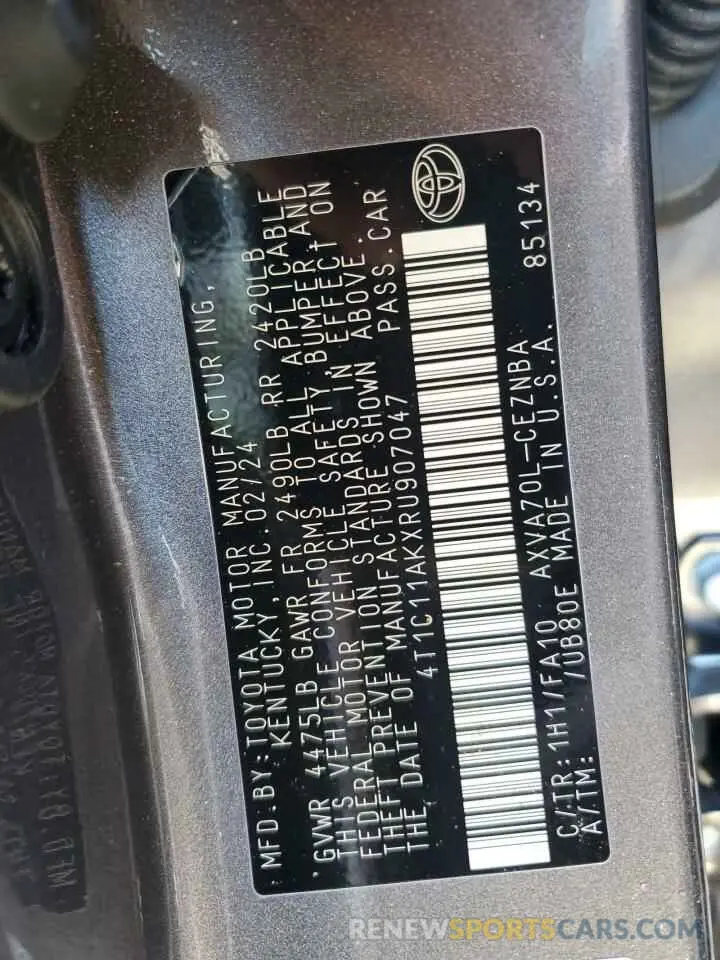 MFD.BY:TOYOTA MOTOR MANUFACTURING,
KENTUCKY, INC. 02/24
GVWR 4475LB GAWR FR 2490LB RR 2420LB
THIS VEHICLE CONFORMS TO ALL APPLICABLE
FEDERAL MOTOR VEHICLE SAFETY, BUMPER, AND
THEFT PREVENTION STANDARDS IN EFFECT ON
THE DATE OF MANUFACTURE SHOWN ABOVE.
4T1C11AKXRU907047 PASS.CAR
C/TR: 1H1/FA10 AXVA70L-CEZNBA 85134
A/TM: /UB80E MADE IN U.S.A.
RENEWSPORTSCARS.COM